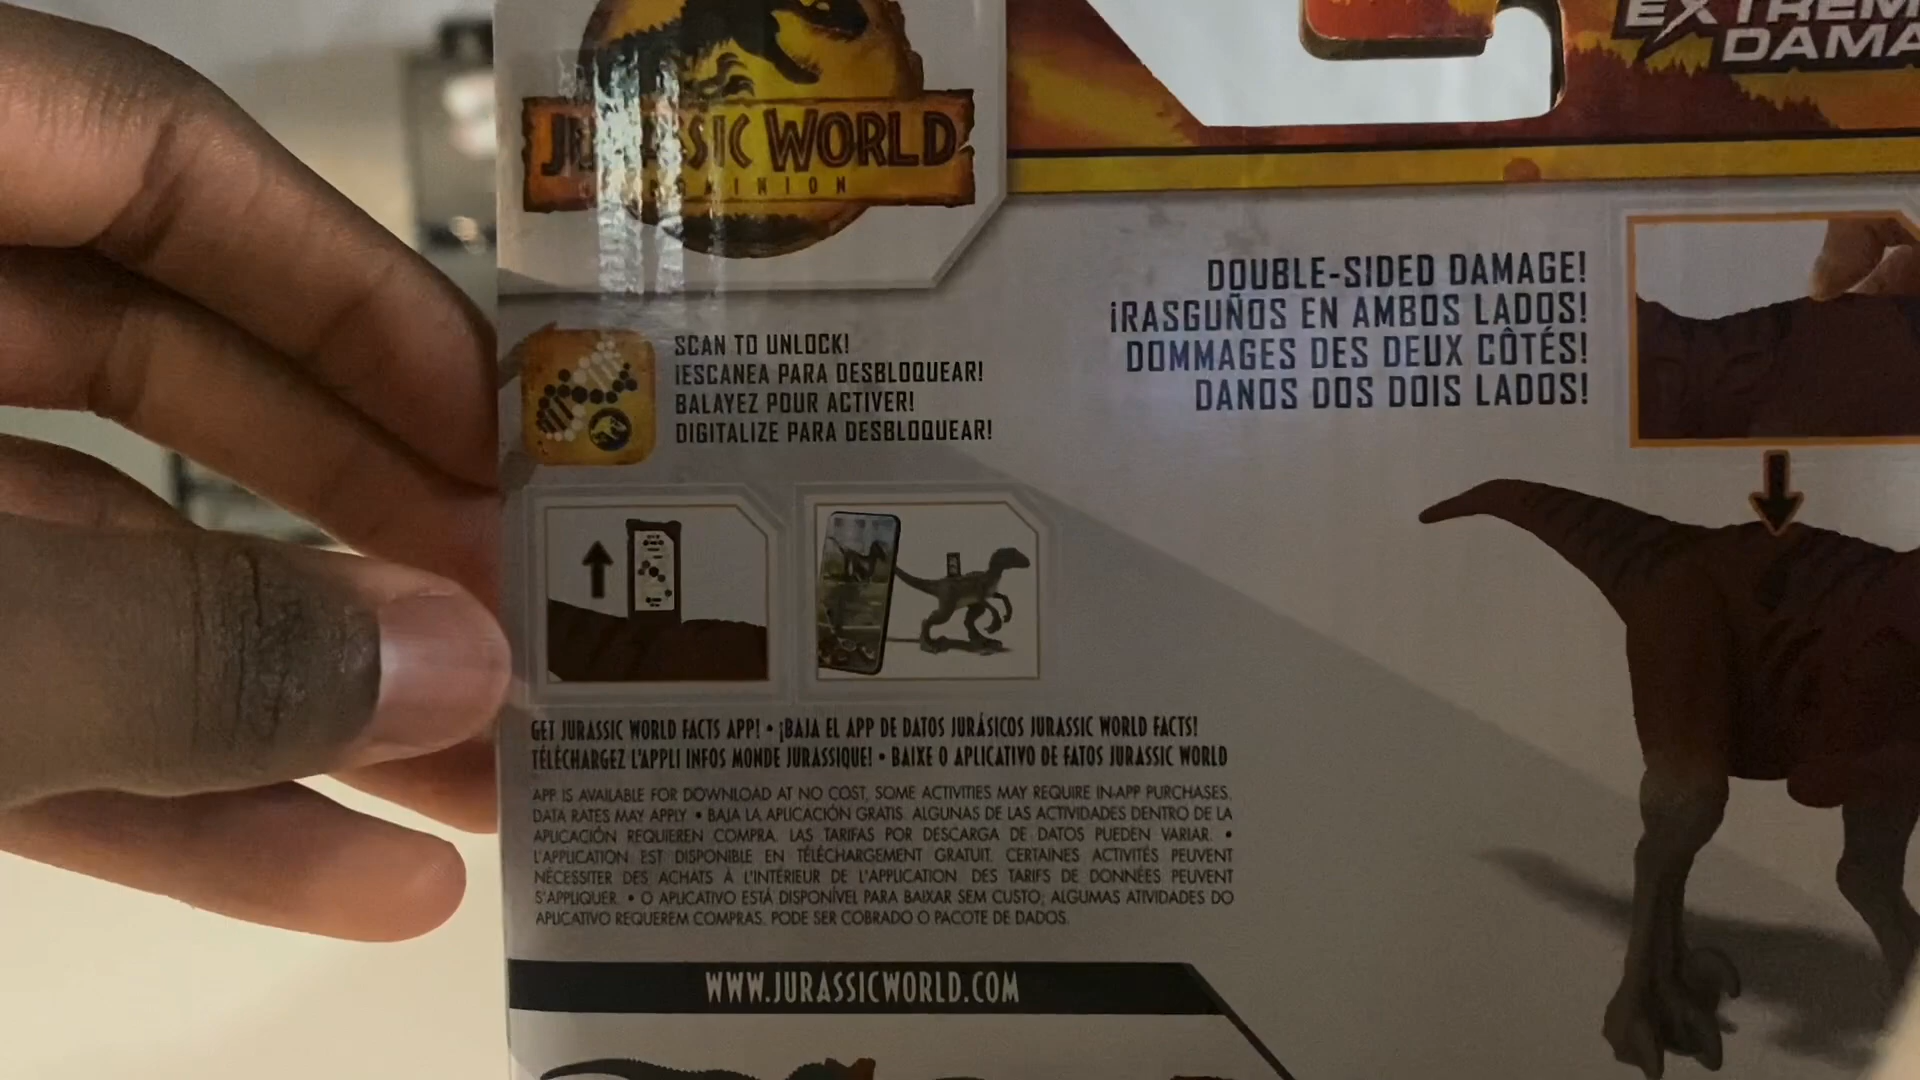 JURASSIC WORLD
DOMINION
EXTREME
DAMAGE
DOUBLE-SIDED DAMAGE!
¡RASGUÑOS EN AMBOS LADOS!
DOMMAGES DES DEUX CÔTÉS!
DANOS DOS DOIS LADOS!
SCAN TO UNLOCK!
¡ESCANEA PARA DESBLOQUEAR!
BALAYEZ POUR ACTIVER!
DIGITALIZE PARA DESBLOQUEAR!
GET JURASSIC WORLD FACTS APP! • ¡BAJA EL APP DE DATOS JURÁSICOS JURASSIC WORLD FACTS!
TÉLÉCHARGEZ L'APPLI INFOS MONDE JURASSIQUE! • BAIXE O APLICATIVO DE FATOS JURASSIC WORLD
APP IS AVAILABLE FOR DOWNLOAD AT NO COST, SOME ACTIVITIES MAY REQUIRE IN-APP PURCHASES.
DATA RATES MAY APPLY • BAJA LA APLICACIÓN GRATIS. ALGUNAS DE LAS ACTIVIDADES DENTRO DE LA
APLICACIÓN REQUIEREN COMPRA. LAS TARIFAS POR DESCARGA DE DATOS PUEDEN VARIAR. •
L'APPLICATION EST DISPONIBLE EN TÉLÉCHARGEMENT GRATUIT. CERTAINES ACTIVITÉS PEUVENT
NÉCESSITER DES ACHATS À L'INTÉRIEUR DE L'APPLICATION. DES TARIFS DE DONNÉES PEUVENT
S'APPLIQUER. • O APLICATIVO ESTÁ DISPONÍVEL PARA BAIXAR SEM CUSTO; ALGUMAS ATIVIDADES DO
APLICATIVO REQUEREM COMPRAS. PODE SER COBRADO O PACOTE DE DADOS.
WWW.JURASSICWORLD.COM